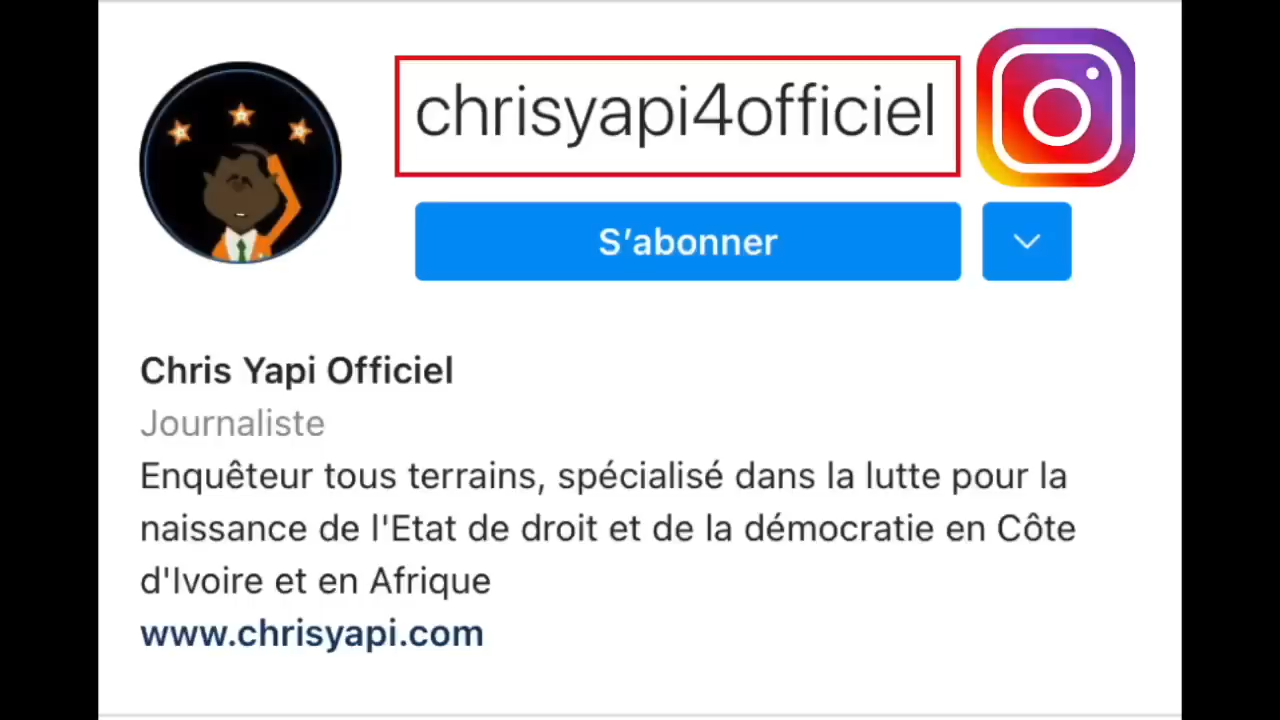 chrisyapi4officiel
S’abonner
Chris Yapi Officiel
Journaliste
Enquêteur tous terrains, spécialisé dans la lutte pour la
naissance de l'Etat de droit et de la démocratie en Côte
d'Ivoire et en Afrique
www.chrisyapi.com